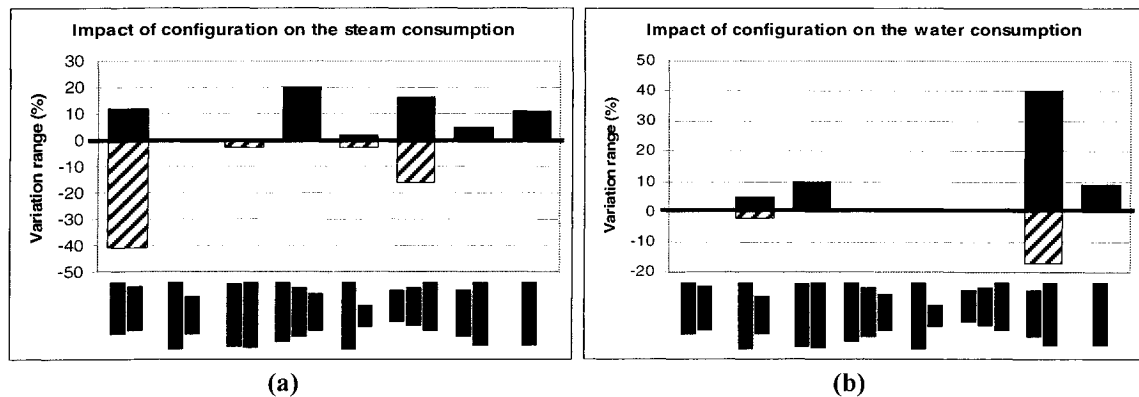 Impact of configuration on the steam consumption
Variation range (%)
30
20
10
0
-10
-20
-30
-40
-50
(a)
Impact of configuration on the water consumption
Variation range (%)
50
40
30
20
10
0
-10
-20
(b)